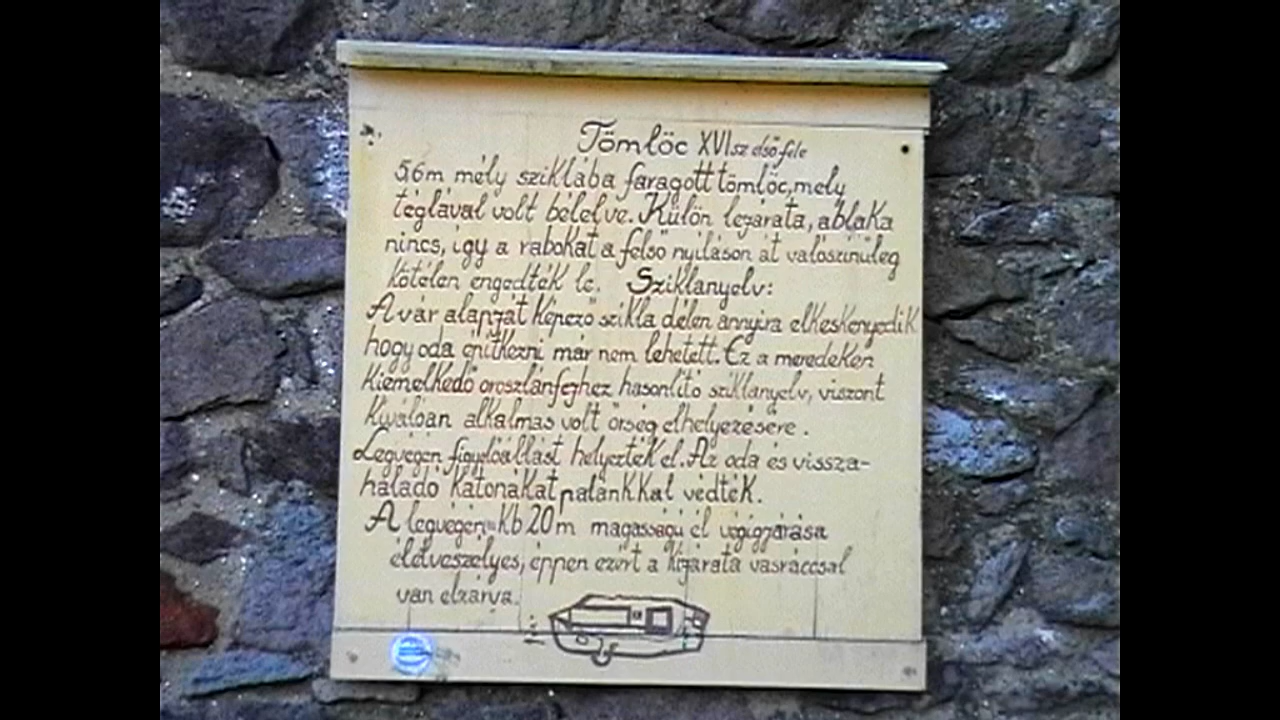 Tömlöc XVI sz első fele
5,6m mély sziklába faragott tömlöc, mely
téglával volt bélelve. Külön lezárata, ablaka
nincs, így a rabokat a felső nyíláson át valószínűleg
kötélen engedték le. Sziklanyelv:
A vár alapját képező szikla délen annyira elkeskenyedik
hogy oda építkezni már nem lehetett. Ez a meredeken
kiemelkedő oroszlánfejhez hasonlító sziklanyelv, viszont
kiválóan alkalmas volt őrség elhelyezésére.
Legvégén figyelőállást helyeztek el. Az oda és vissza-
haladó katonákat palánkkal védték.
A legvégén kb 20m magasságú él végigjárása
életveszélyes, éppen ezért a kijárata vasráccsal
van elzárva.